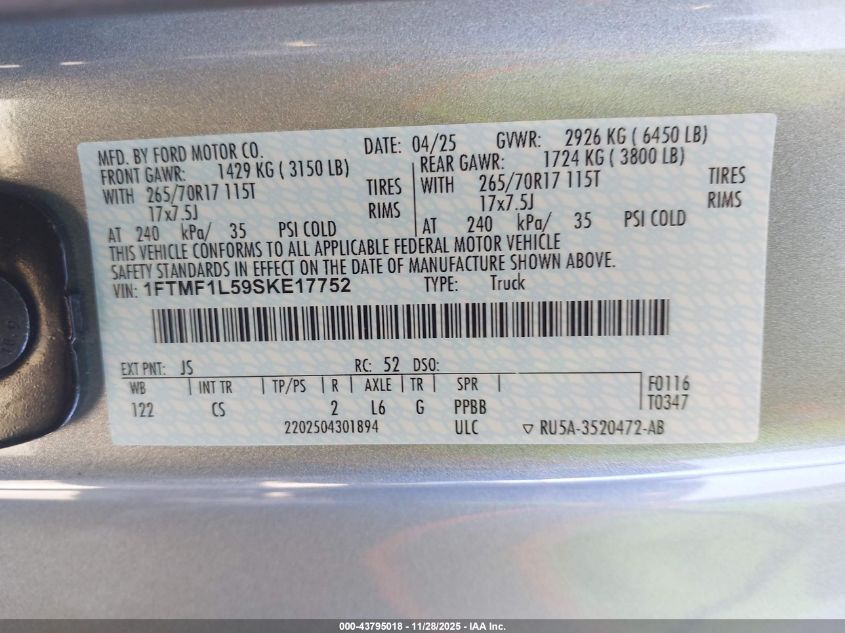 MFD. BY FORD MOTOR CO. DATE: 04/25 GVWR: 2926 KG ( 6450 LB)
FRONT GAWR: 1429 KG ( 3150 LB) REAR GAWR: 1724 KG ( 3800 LB)
WITH 265/70R17 115T TIRES WITH 265/70R17 115T TIRES
17x7.5J RIMS 17x7.5J RIMS
AT 240 kPa/ 35 PSI COLD AT 240 kPa/ 35 PSI COLD
THIS VEHICLE CONFORMS TO ALL APPLICABLE FEDERAL MOTOR VEHICLE
SAFETY STANDARDS IN EFFECT ON THE DATE OF MANUFACTURE SHOWN ABOVE.
VIN: 1FTMF1L59SKE17752 TYPE: Truck
EXT PNT: JS RC: 52 DSO:
WB INT TR TP/PS R AXLE TR SPR F0116
122 CS 2 L6 G PPBB T0347
2202504301894 ULC ▽ RU5A-3520472-AB
000-43795018 - 11/28/2025 - IAA Inc.